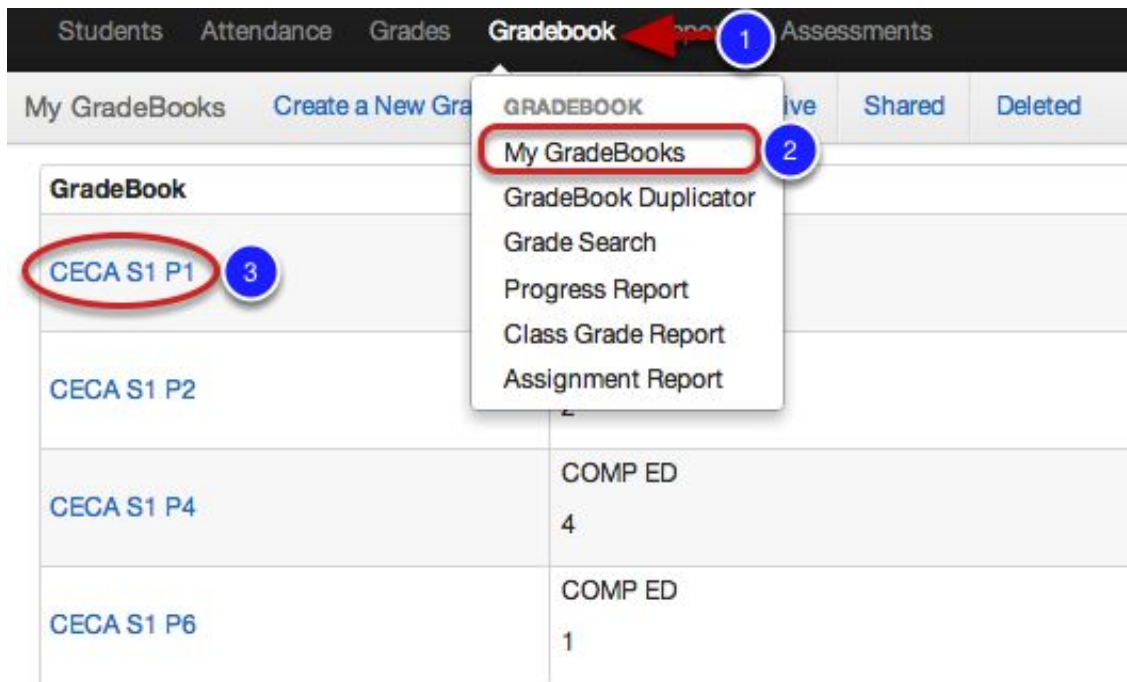 Students Attendance Grades Gradebook 1 Assessments
My GradeBooks Create a New Gra Shared Deleted
GRADEBOOK
My GradeBooks 2
GradeBook Duplicator
Grade Search
Progress Report
Class Grade Report
Assignment Report
GradeBook
CECA S1 P1 3
CECA S1 P2
2
CECA S1 P4
COMP ED
4
CECA S1 P6
COMP ED
1